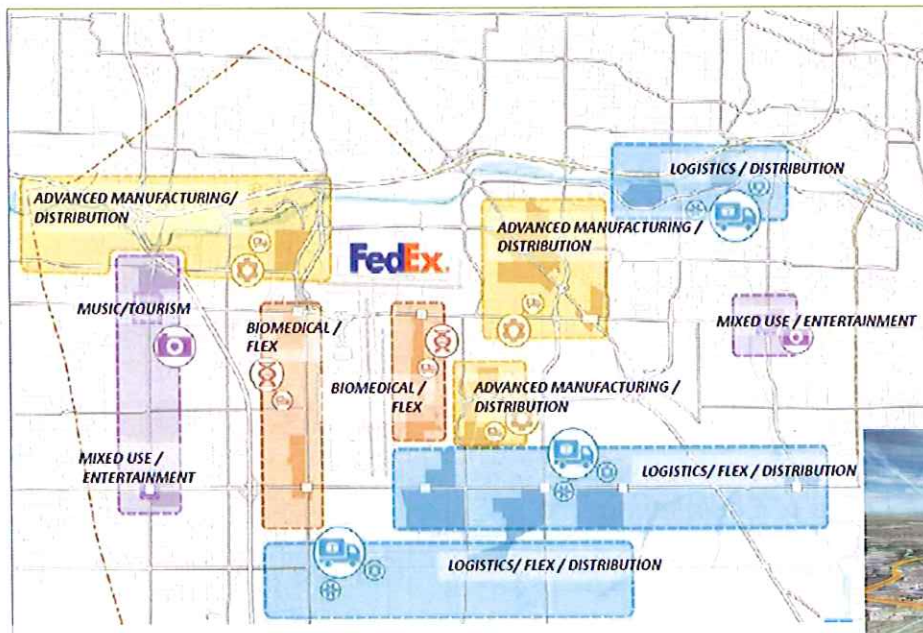 LOGISTICS / DISTRIBUTION
ADVANCED MANUFACTURING/
DISTRIBUTION
ADVANCED MANUFACTURING /
DISTRIBUTION
FedEx.
MUSIC/TOURISM
BIOMEDICAL /
FLEX
MIXED USE / ENTERTAINMENT
BIOMEDICAL /
FLEX
ADVANCED MANUFACTURING /
DISTRIBUTION
MIXED USE /
ENTERTAINMENT
LOGISTICS/ FLEX / DISTRIBUTION
LOGISTICS/ FLEX / DISTRIBUTION